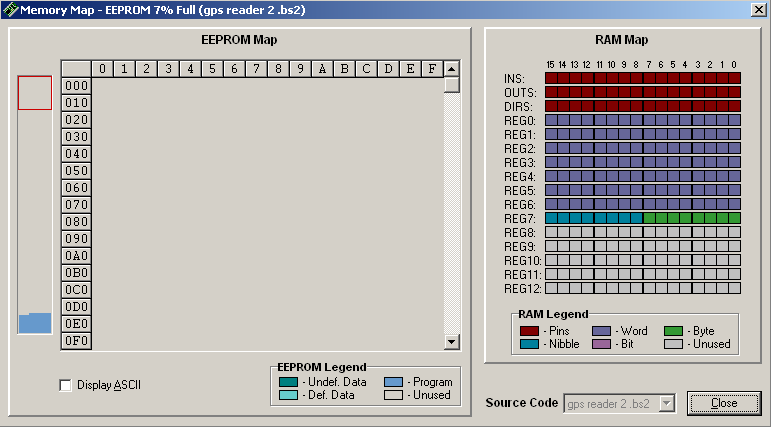 Memory Map - EEPROM 7% Full (gps reader 2 .bs2)
EEPROM Map
0 1 2 3 4 5 6 7 8 9 A B C D E F
000
010
020
030
040
050
060
070
080
090
0A0
0B0
0C0
0D0
0E0
0F0
Display ASCII
EEPROM Legend
- Undef. Data - Program
- Def. Data - Unused
RAM Map
15 14 13 12 11 10 9 8 7 6 5 4 3 2 1 0
INS:
OUTS:
DIRS:
REG0:
REG1:
REG2:
REG3:
REG4:
REG5:
REG6:
REG7:
REG8:
REG9:
REG10:
REG11:
REG12:
RAM Legend
- Pins - Word - Byte
- Nibble - Bit - Unused
Source Code gps reader 2 .bs2 Close